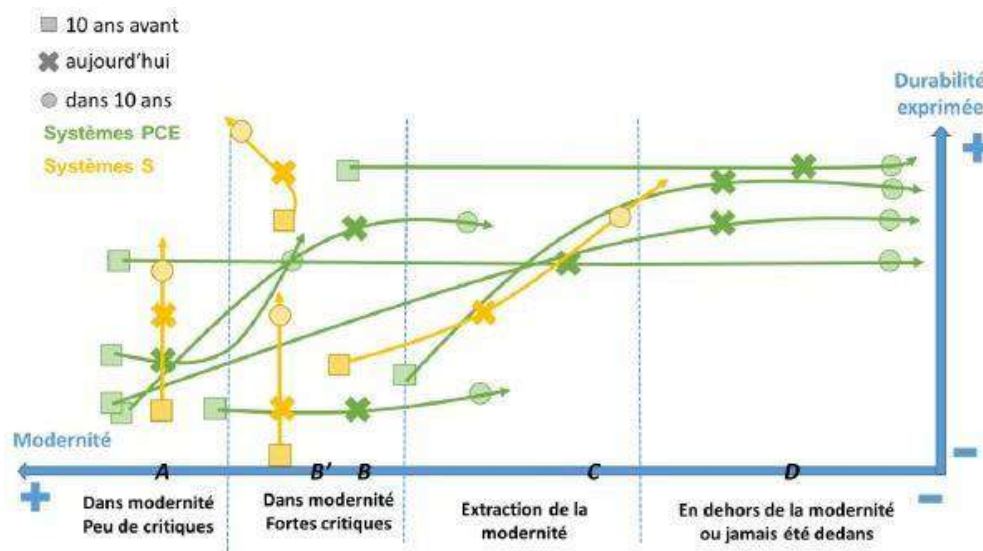 10 ans avant
aujourd'hui
dans 10 ans
Systèmes PCE
Systèmes S
Durabilité
exprimée
+
Modernité
A
B'
B
C
D
−
+
−
Dans modernité
Peu de critiques
Dans modernité
Fortes critiques
Extraction de la
modernité
En dehors de la modernité
ou jamais été dedans